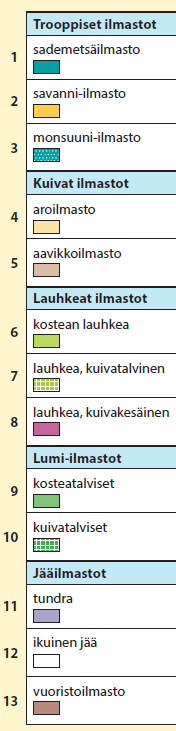 Trooppiset ilmastot
1 sademetsäilmasto
2 savanni-ilmasto
3 monsuuni-ilmasto
Kuivat ilmastot
4 aroilmasto
5 aavikkoilmasto
Lauhkeat ilmastot
6 kostean lauhkea
7 lauhkea, kuivatalvinen
8 lauhkea, kuivakesäinen
Lumi-ilmastot
9 kosteatalviset
10 kuivatalviset
Jääilmastot
11 tundra
12 ikuinen jää
13 vuoristoilmasto